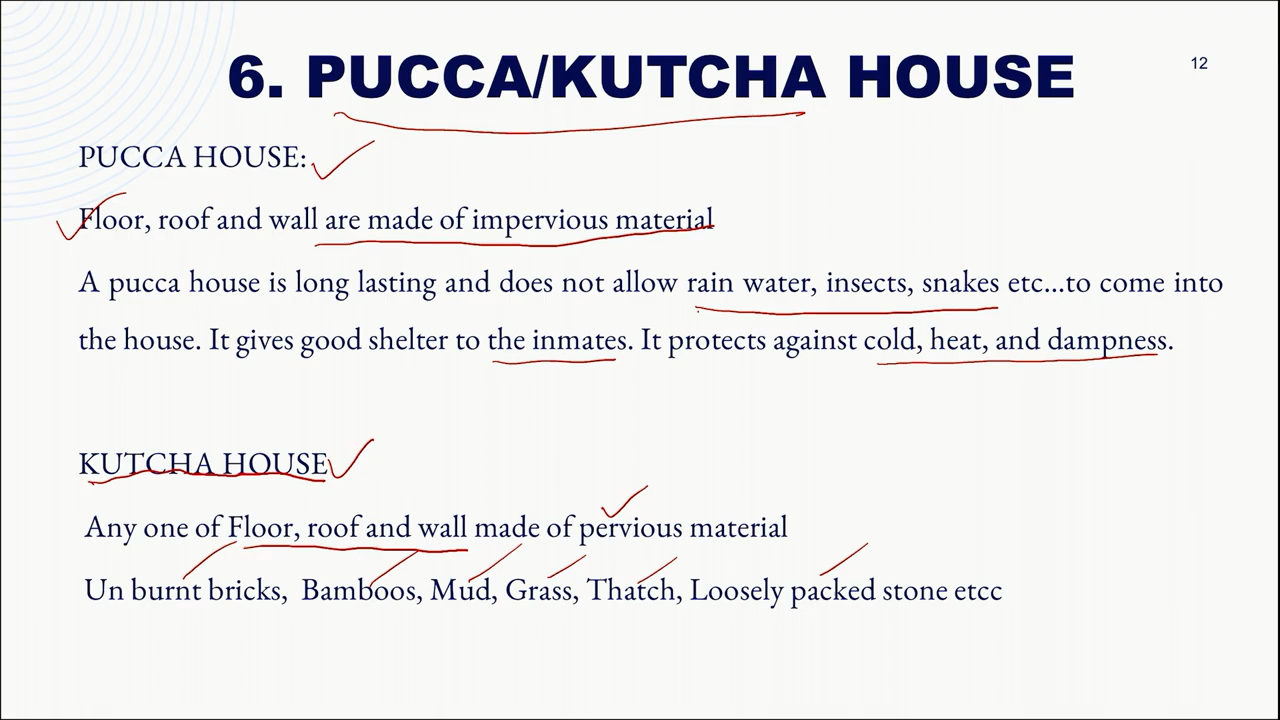 6. PUCCA/KUTCHA HOUSE
12
PUCCA HOUSE:
Floor, roof and wall are made of impervious material
A pucca house is long lasting and does not allow rain water, insects, snakes etc...to come into
the house. It gives good shelter to the inmates. It protects against cold, heat, and dampness.
KUTCHA HOUSE
Any one of Floor, roof and wall made of pervious material
Un burnt bricks, Bamboos, Mud, Grass, Thatch, Loosely packed stone etcc